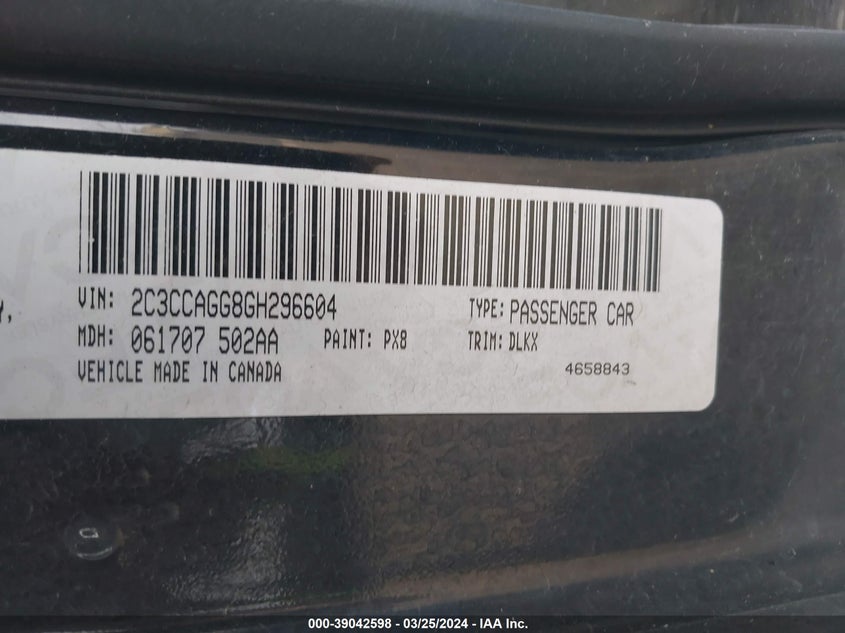 Y,
VIN: 2C3CCAGG8GH296604 TYPE: PASSENGER CAR
MDH: 061707 502AA PAINT: PX8 TRIM: DLKX
VEHICLE MADE IN CANADA 4658843
000-39042598 - 03/25/2024 - IAA Inc.